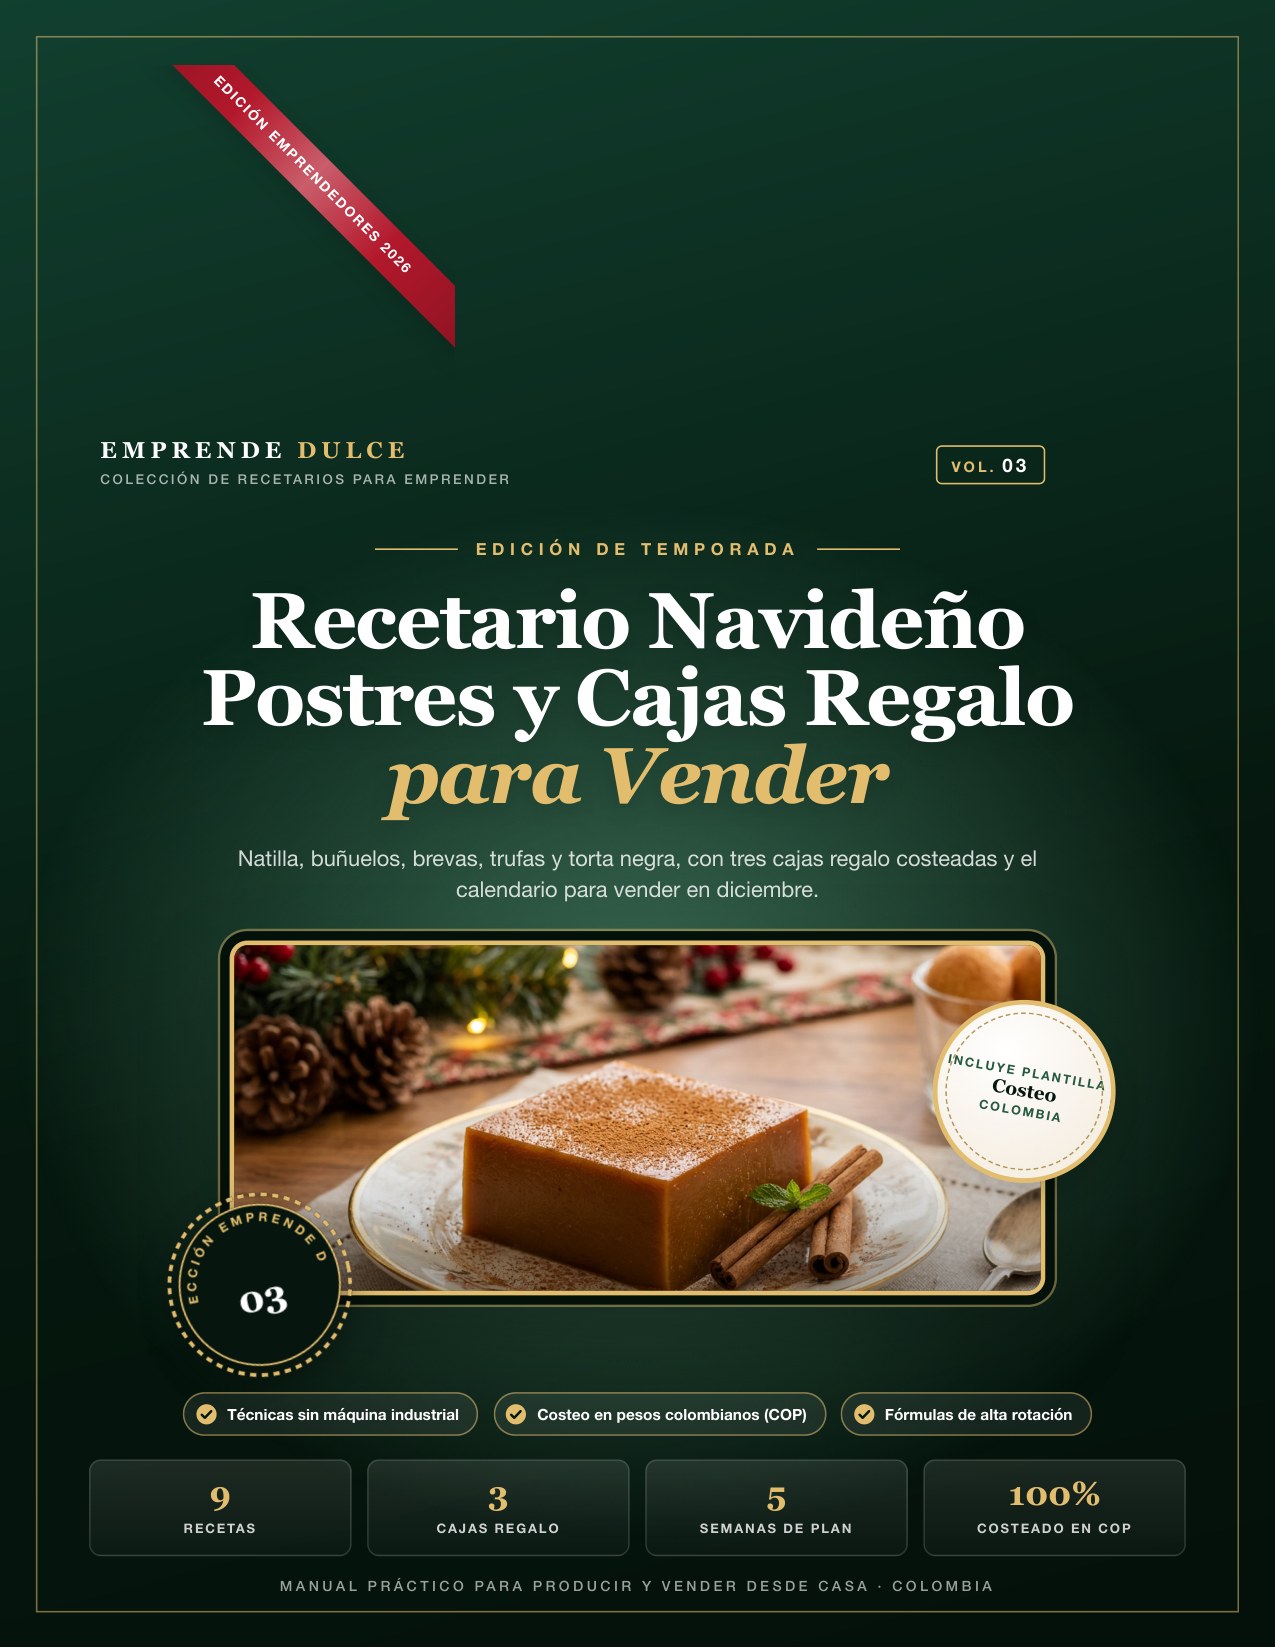 EDICIÓN EMPRENDEDORES 2026
EMPRENDE DULCE
COLECCIÓN DE RECETARIOS PARA EMPRENDER
VOL. 03
EDICIÓN DE TEMPORADA
Recetario Navideño
Postres y Cajas Regalo
para Vender
Natilla, buñuelos, brevas, trufas y torta negra, con tres cajas regalo costeadas y el
calendario para vender en diciembre.
INCLUYE PLANTILLA
Costeo
COLOMBIA
ECCIÓN EMPRENDE D
03
Técnicas sin máquina industrial
Costeo en pesos colombianos (COP)
Fórmulas de alta rotación
9
RECETAS
3
CAJAS REGALO
5
SEMANAS DE PLAN
100%
COSTEADO EN COP
MANUAL PRÁCTICO PARA PRODUCIR Y VENDER DESDE CASA · COLOMBIA